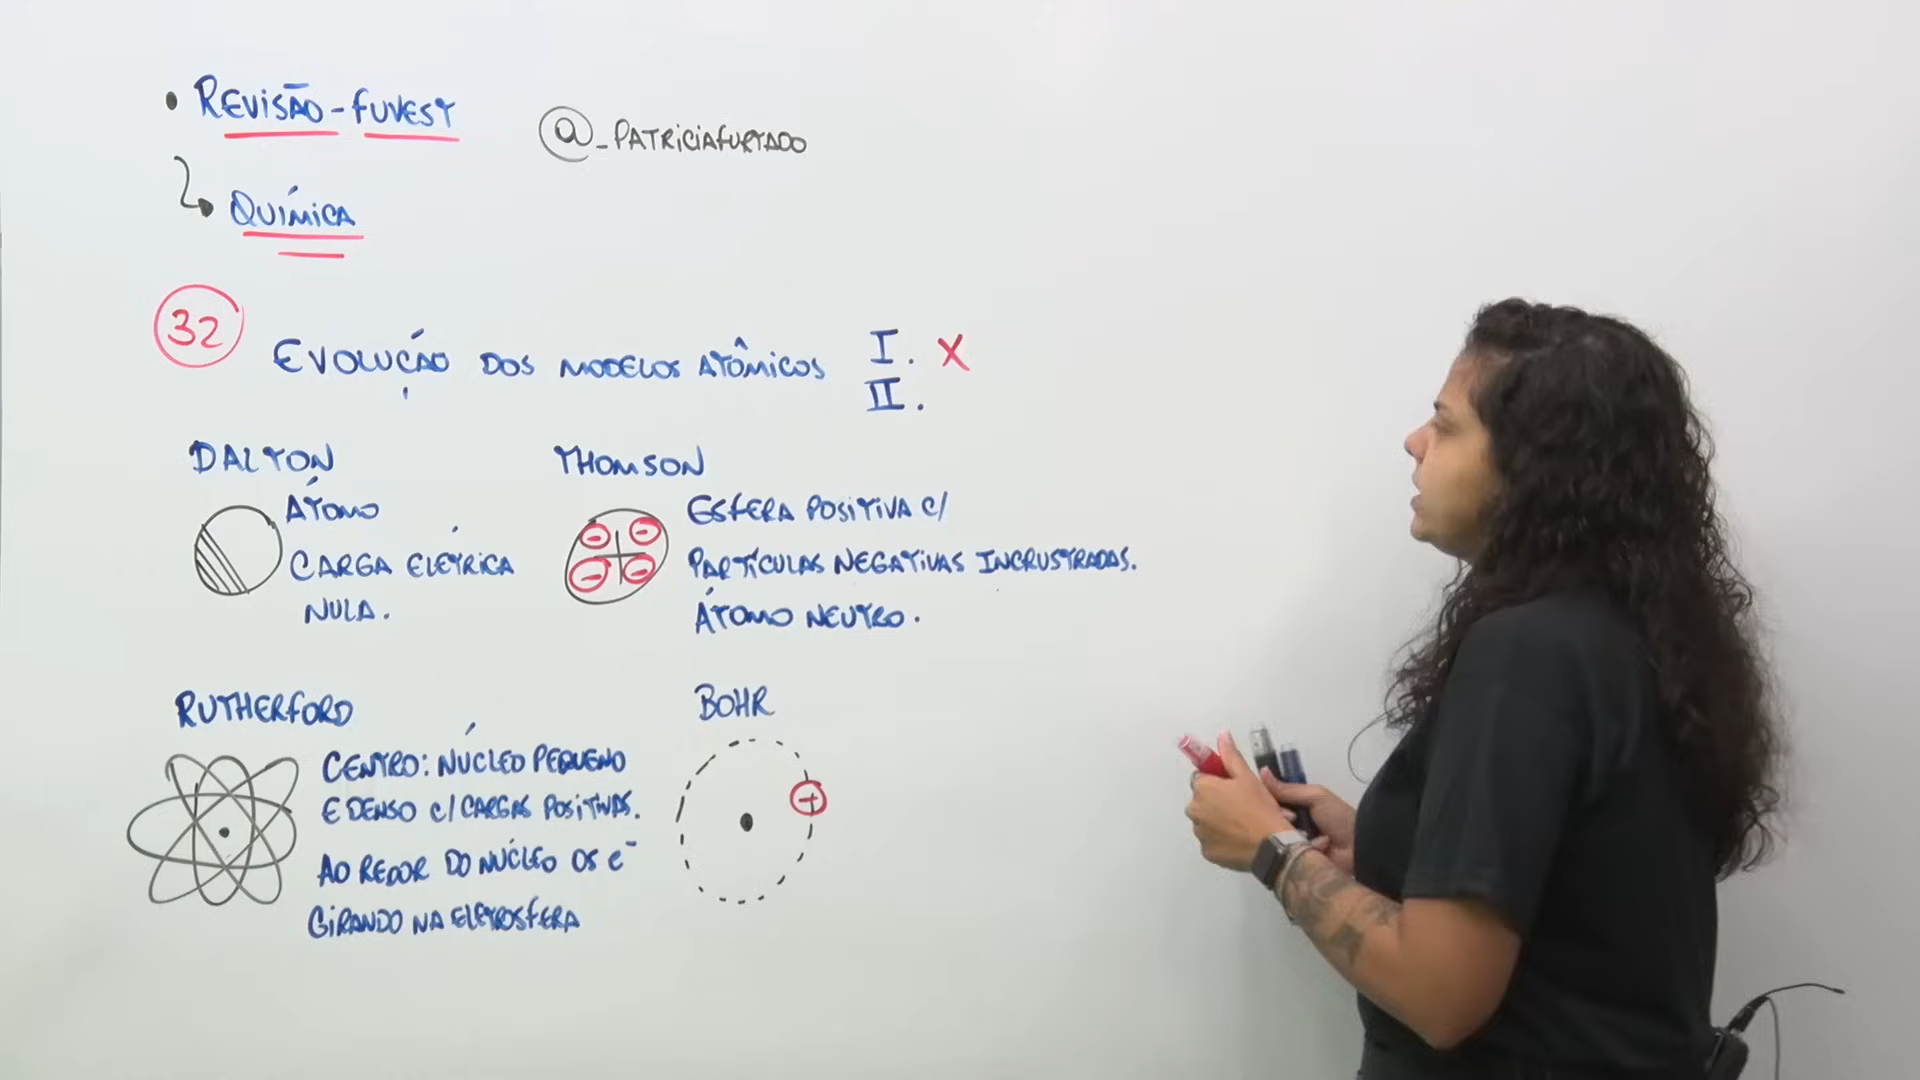 • REVISÃO - FUVEST
@_PATRICIAFURTADO
QUÍMICA
32
EVOLUÇÃO DOS MODELOS ATÔMICOS
I. X
II.
DALTON
ÁTOMO
CARGA ELÉTRICA
NULA.
THOMSON
ESFERA POSITIVA C/
PARTÍCULAS NEGATIVAS INCRUSTRADAS.
ÁTOMO NEUTRO.
- -
+
- -
RUTHERFORD
CENTRO: NÚCLEO PEQUENO
E DENSO C/ CARGAS POSITIVAS.
AO REDOR DO NÚCLEO OS e⁻
GIRANDO NA ELETROSFERA
BOHR